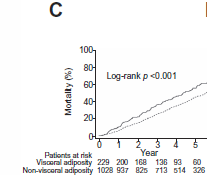 C
100
80
60
40
20
0
Mortality (%)
Log-rank p <0.001
0 1 2 3 4 5
Year
Patients at risk
Visceral adiposity 229 200 168 136 93 60
Non-visceral adiposity 1028 937 825 713 514 326